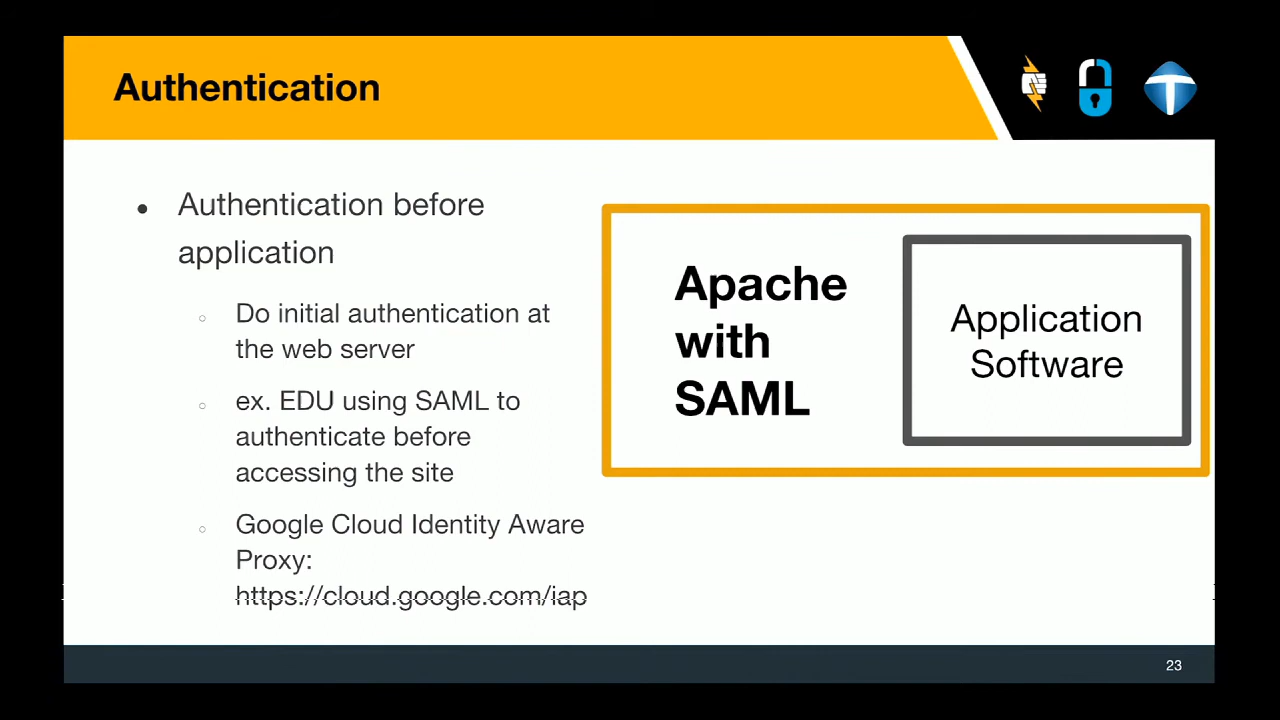 Authentication
● Authentication before
application
○ Do initial authentication at
the web server
○ ex. EDU using SAML to
authenticate before
accessing the site
○ Google Cloud Identity Aware
Proxy:
https://cloud.google.com/iap
Apache
with
SAML
Application
Software
23